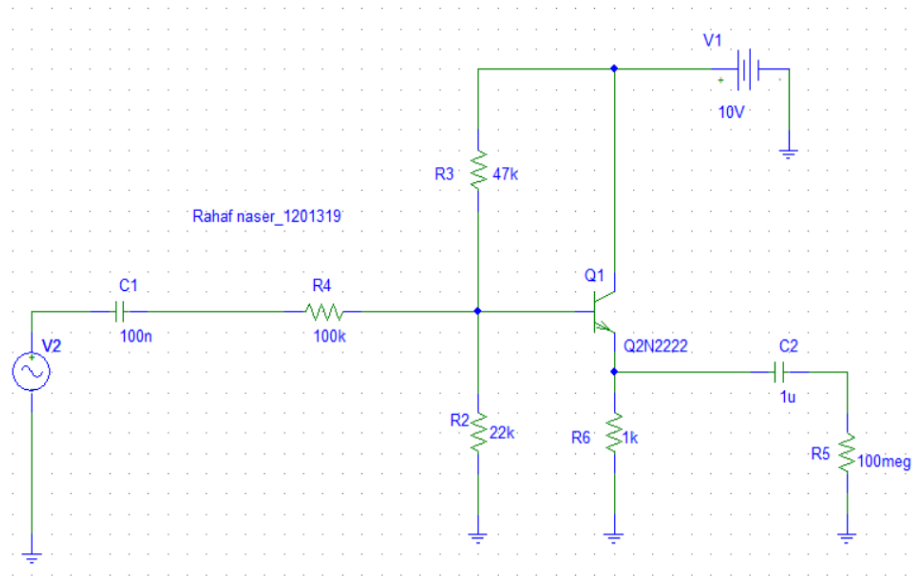 V1
10V
R3 47k
Rahaf naser_1201319
Q1
C1
R4
100n
100k
V2
Q2N2222
C2
1u
R2 22k
R6 1k
R5 100meg